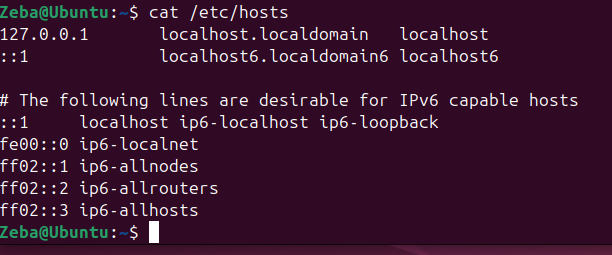 Zeba@Ubuntu:~$ cat /etc/hosts
127.0.0.1       localhost.localdomain   localhost
::1             localhost6.localdomain6 localhost6

# The following lines are desirable for IPv6 capable hosts
::1     localhost ip6-localhost ip6-loopback
fe00::0 ip6-localnet
ff02::1 ip6-allnodes
ff02::2 ip6-allrouters
ff02::3 ip6-allhosts
Zeba@Ubuntu:~$